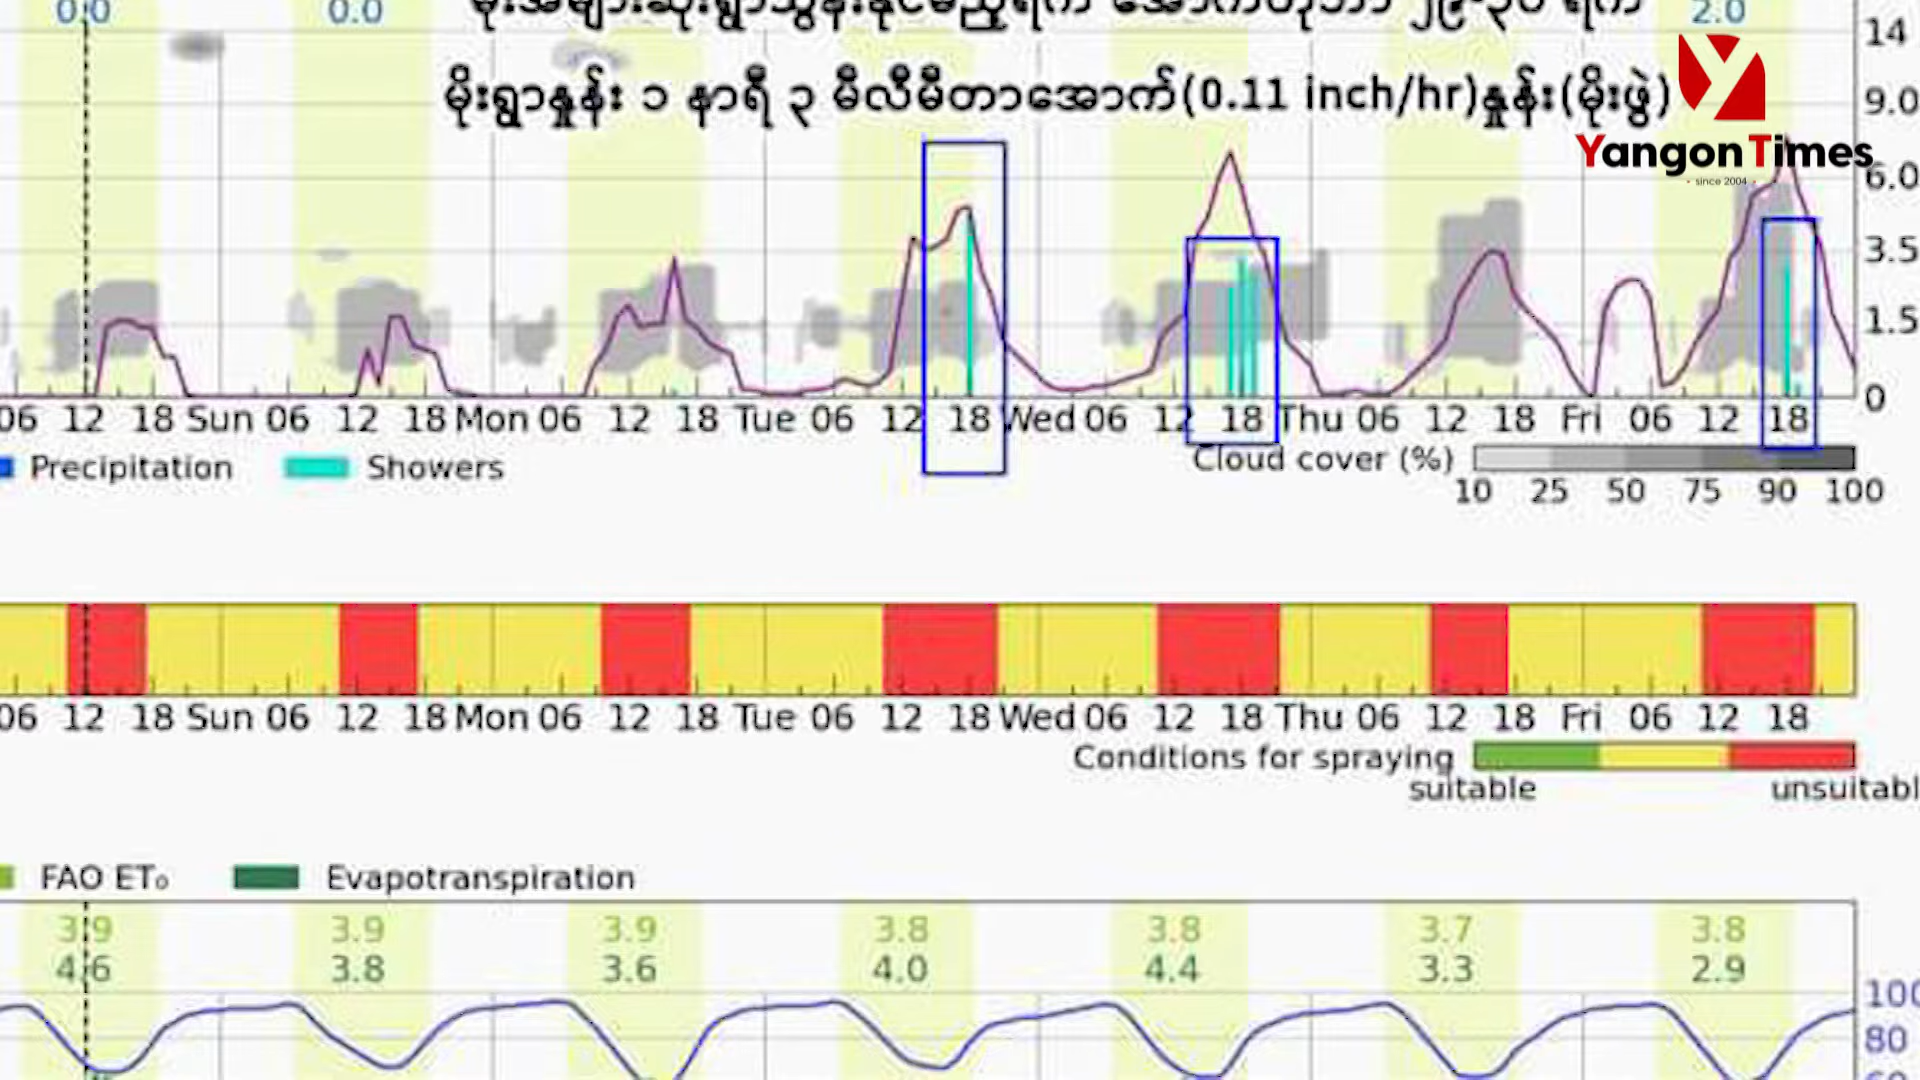 0.0 0.0 2.0
14
မိုးရွာနှုန်း ၁ နာရီ ၃ မီလီမီတာအောက်(0.11 inch/hr)နှုန်း(မိုးဖွဲ)
9.0
Yangon Times
- since 2004 -
6.0
3.5
1.5
0
06 12 18 Sun 06 12 18 Mon 06 12 18 Tue 06 12 18 Wed 06 12 18 Thu 06 12 18 Fri 06 12 18
Precipitation Showers Cloud cover (%)
10 25 50 75 90 100
06 12 18 Sun 06 12 18 Mon 06 12 18 Tue 06 12 18 Wed 06 12 18 Thu 06 12 18 Fri 06 12 18
Conditions for spraying
suitable unsuitabl
FAO ET₀ Evapotranspiration
3.9 3.9 3.9 3.8 3.8 3.7 3.8
4.6 3.8 3.6 4.0 4.4 3.3 2.9
100
80